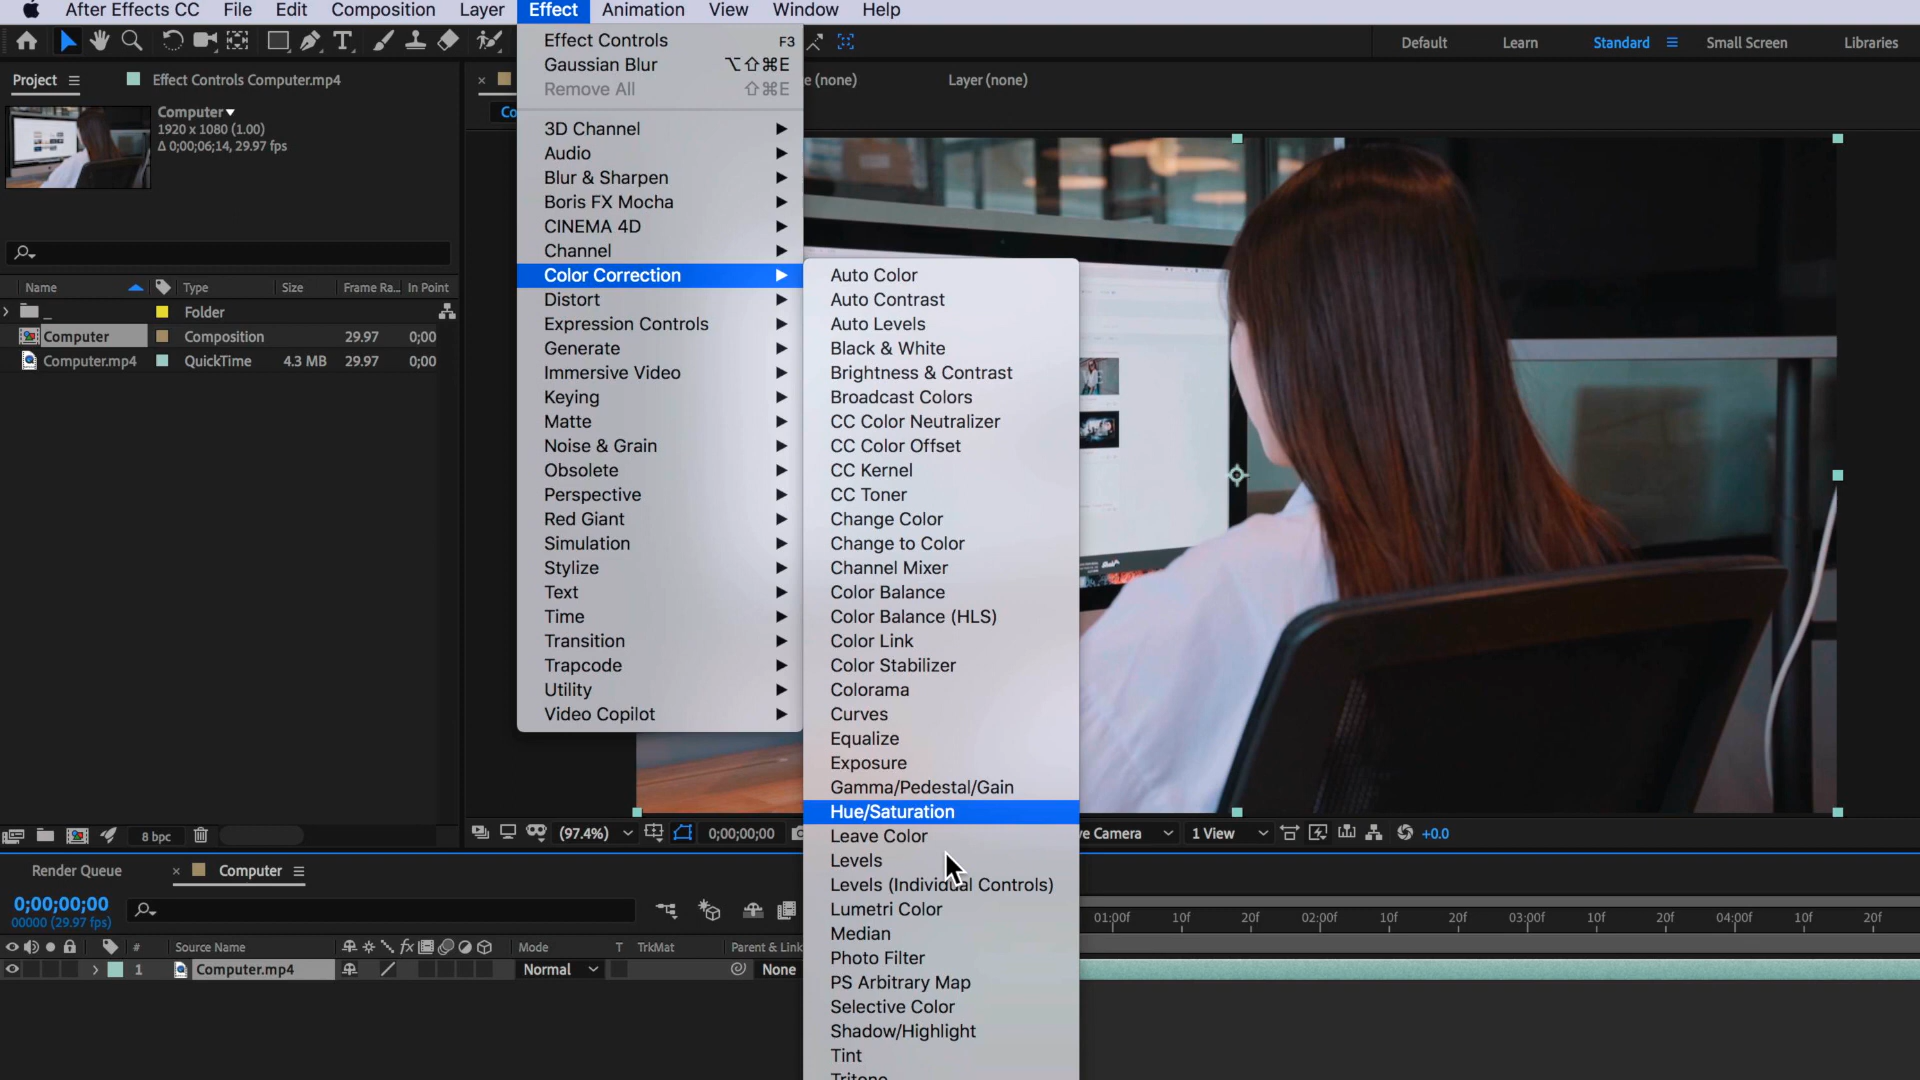 After Effects CC File Edit Composition Layer Effect Animation View Window Help
Default Learn Standard Small Screen Libraries
Project
Effect Controls Computer.mp4
Computer
1920 x 1080 (1.00)
Δ 0;00;06;14, 29.97 fps
Name Type Size Frame Ra... In Point
_ Folder
Computer Composition 29.97 0;00
Computer.mp4 QuickTime 4.3 MB 29.97 0;00
8 bpc
Co
e (none)
Layer (none)
Effect Controls F3
Gaussian Blur ⌥⇧⌘E
Remove All ⇧⌘E
3D Channel
Audio
Blur & Sharpen
Boris FX Mocha
CINEMA 4D
Channel
Color Correction
Distort
Expression Controls
Generate
Immersive Video
Keying
Matte
Noise & Grain
Obsolete
Perspective
Red Giant
Simulation
Stylize
Text
Time
Transition
Trapcode
Utility
Video Copilot
Auto Color
Auto Contrast
Auto Levels
Black & White
Brightness & Contrast
Broadcast Colors
CC Color Neutralizer
CC Color Offset
CC Kernel
CC Toner
Change Color
Change to Color
Channel Mixer
Color Balance
Color Balance (HLS)
Color Link
Color Stabilizer
Colorama
Curves
Equalize
Exposure
Gamma/Pedestal/Gain
Hue/Saturation
Leave Color
Levels
Levels (Individual Controls)
Lumetri Color
Median
Photo Filter
PS Arbitrary Map
Selective Color
Shadow/Highlight
Tint
Tritone
(97.4%) 0;00;00;00 ve Camera 1 View +0.0
Render Queue Computer
0;00;00;00
00000 (29.97 fps)
01:00f 10f 20f 02:00f 10f 20f 03:00f 10f 20f 04:00f 10f 20f
# Source Name fx Mode T TrkMat Parent & Link
1 Computer.mp4 Normal None